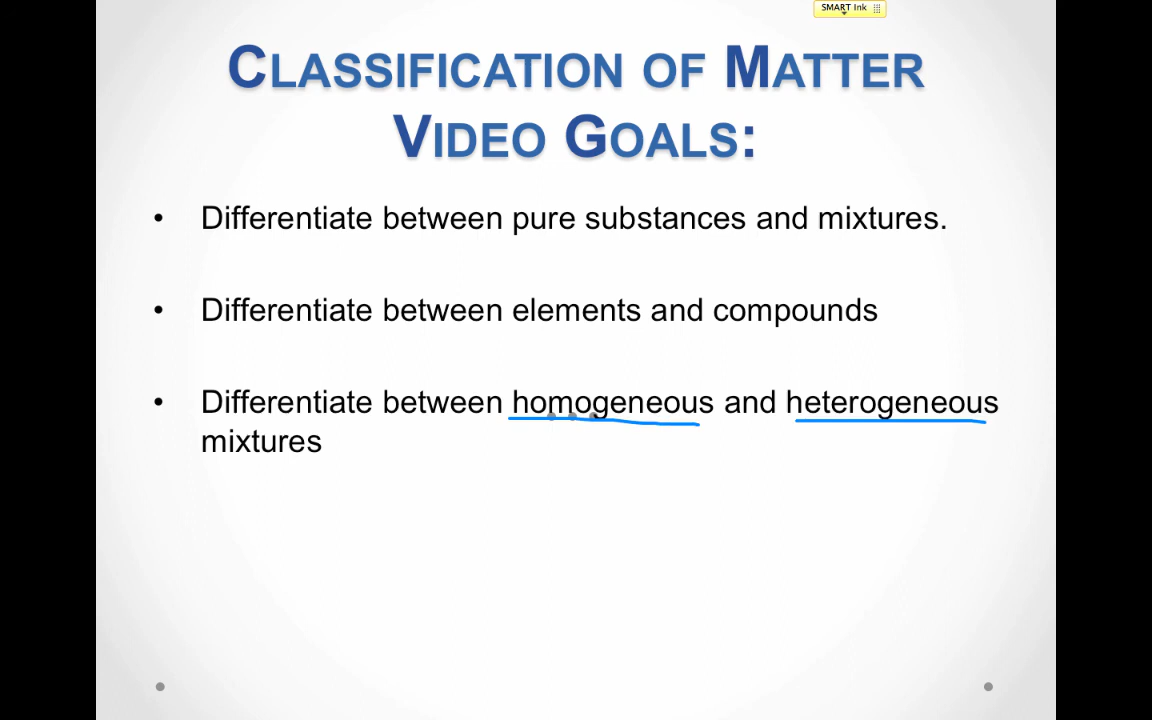 SMART Ink
CLASSIFICATION OF MATTER
VIDEO GOALS:
• Differentiate between pure substances and mixtures.
• Differentiate between elements and compounds
• Differentiate between homogeneous and heterogeneous
mixtures